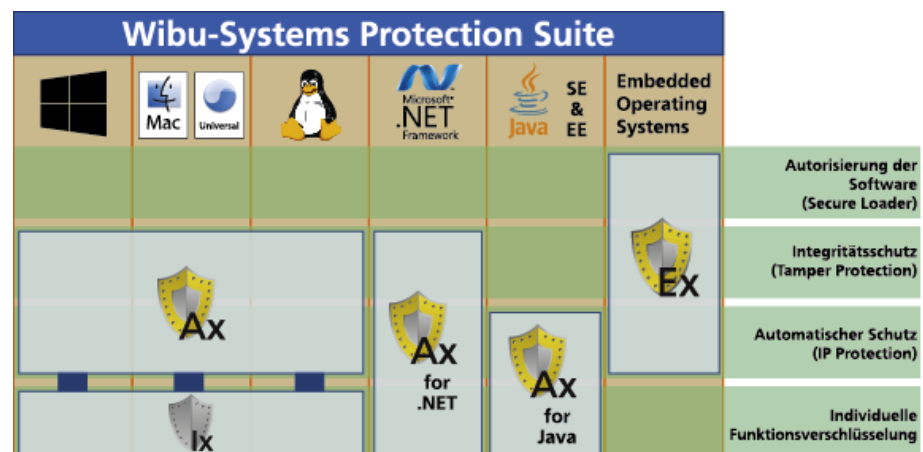 Wibu-Systems Protection Suite
Mac
Universal
Microsoft®
.NET
Framework
Java
SE
&
EE
Embedded
Operating
Systems
Autorisierung der
Software
(Secure Loader)
Integritätsschutz
(Tamper Protection)
Ex
Ax
Ax
for
.NET
Automatischer Schutz
(IP Protection)
Ax
for
Java
Ix
Individuelle
Funktionsverschlüsselung